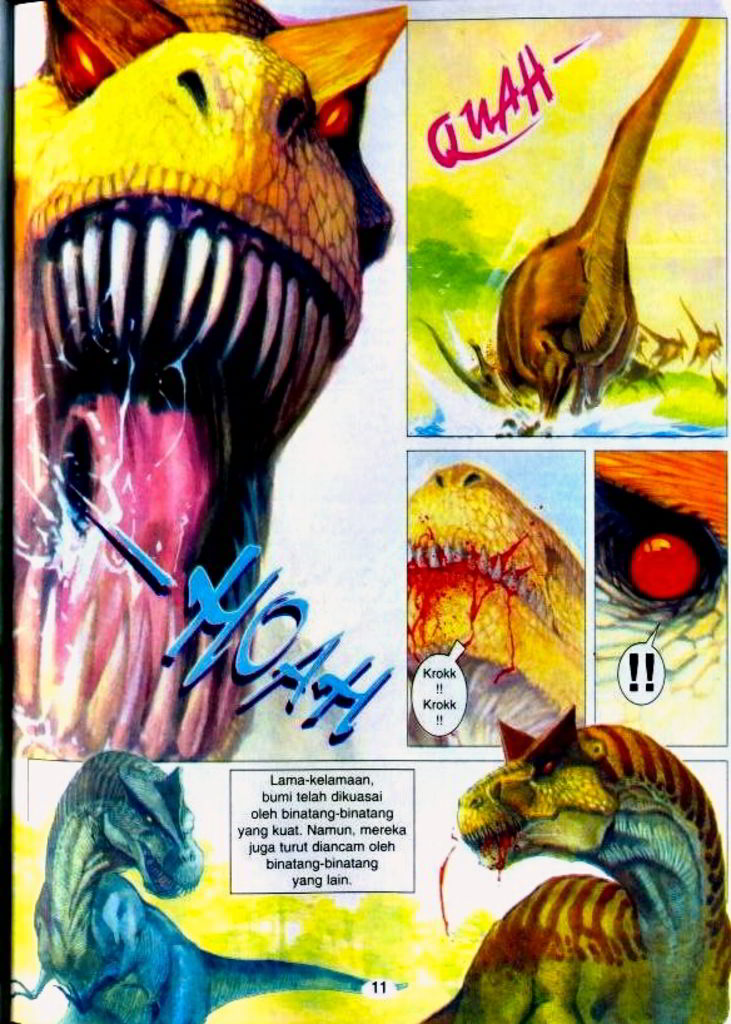 QUAH
HOAH
Krokk
!!
Krokk
!!
!!
Lama-kelamaan,
bumi telah dikuasai
oleh binatang-binatang
yang kuat. Namun, mereka
juga turut diancam oleh
binatang-binatang
yang lain.
11